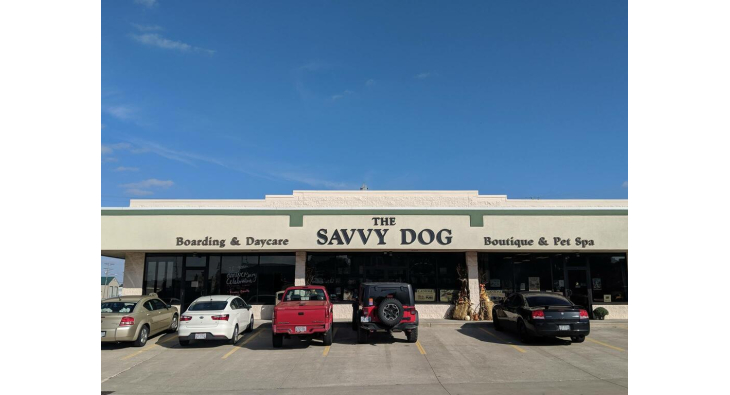 THE
SAVVY DOG
Boarding & Daycare
Boutique & Pet Spa